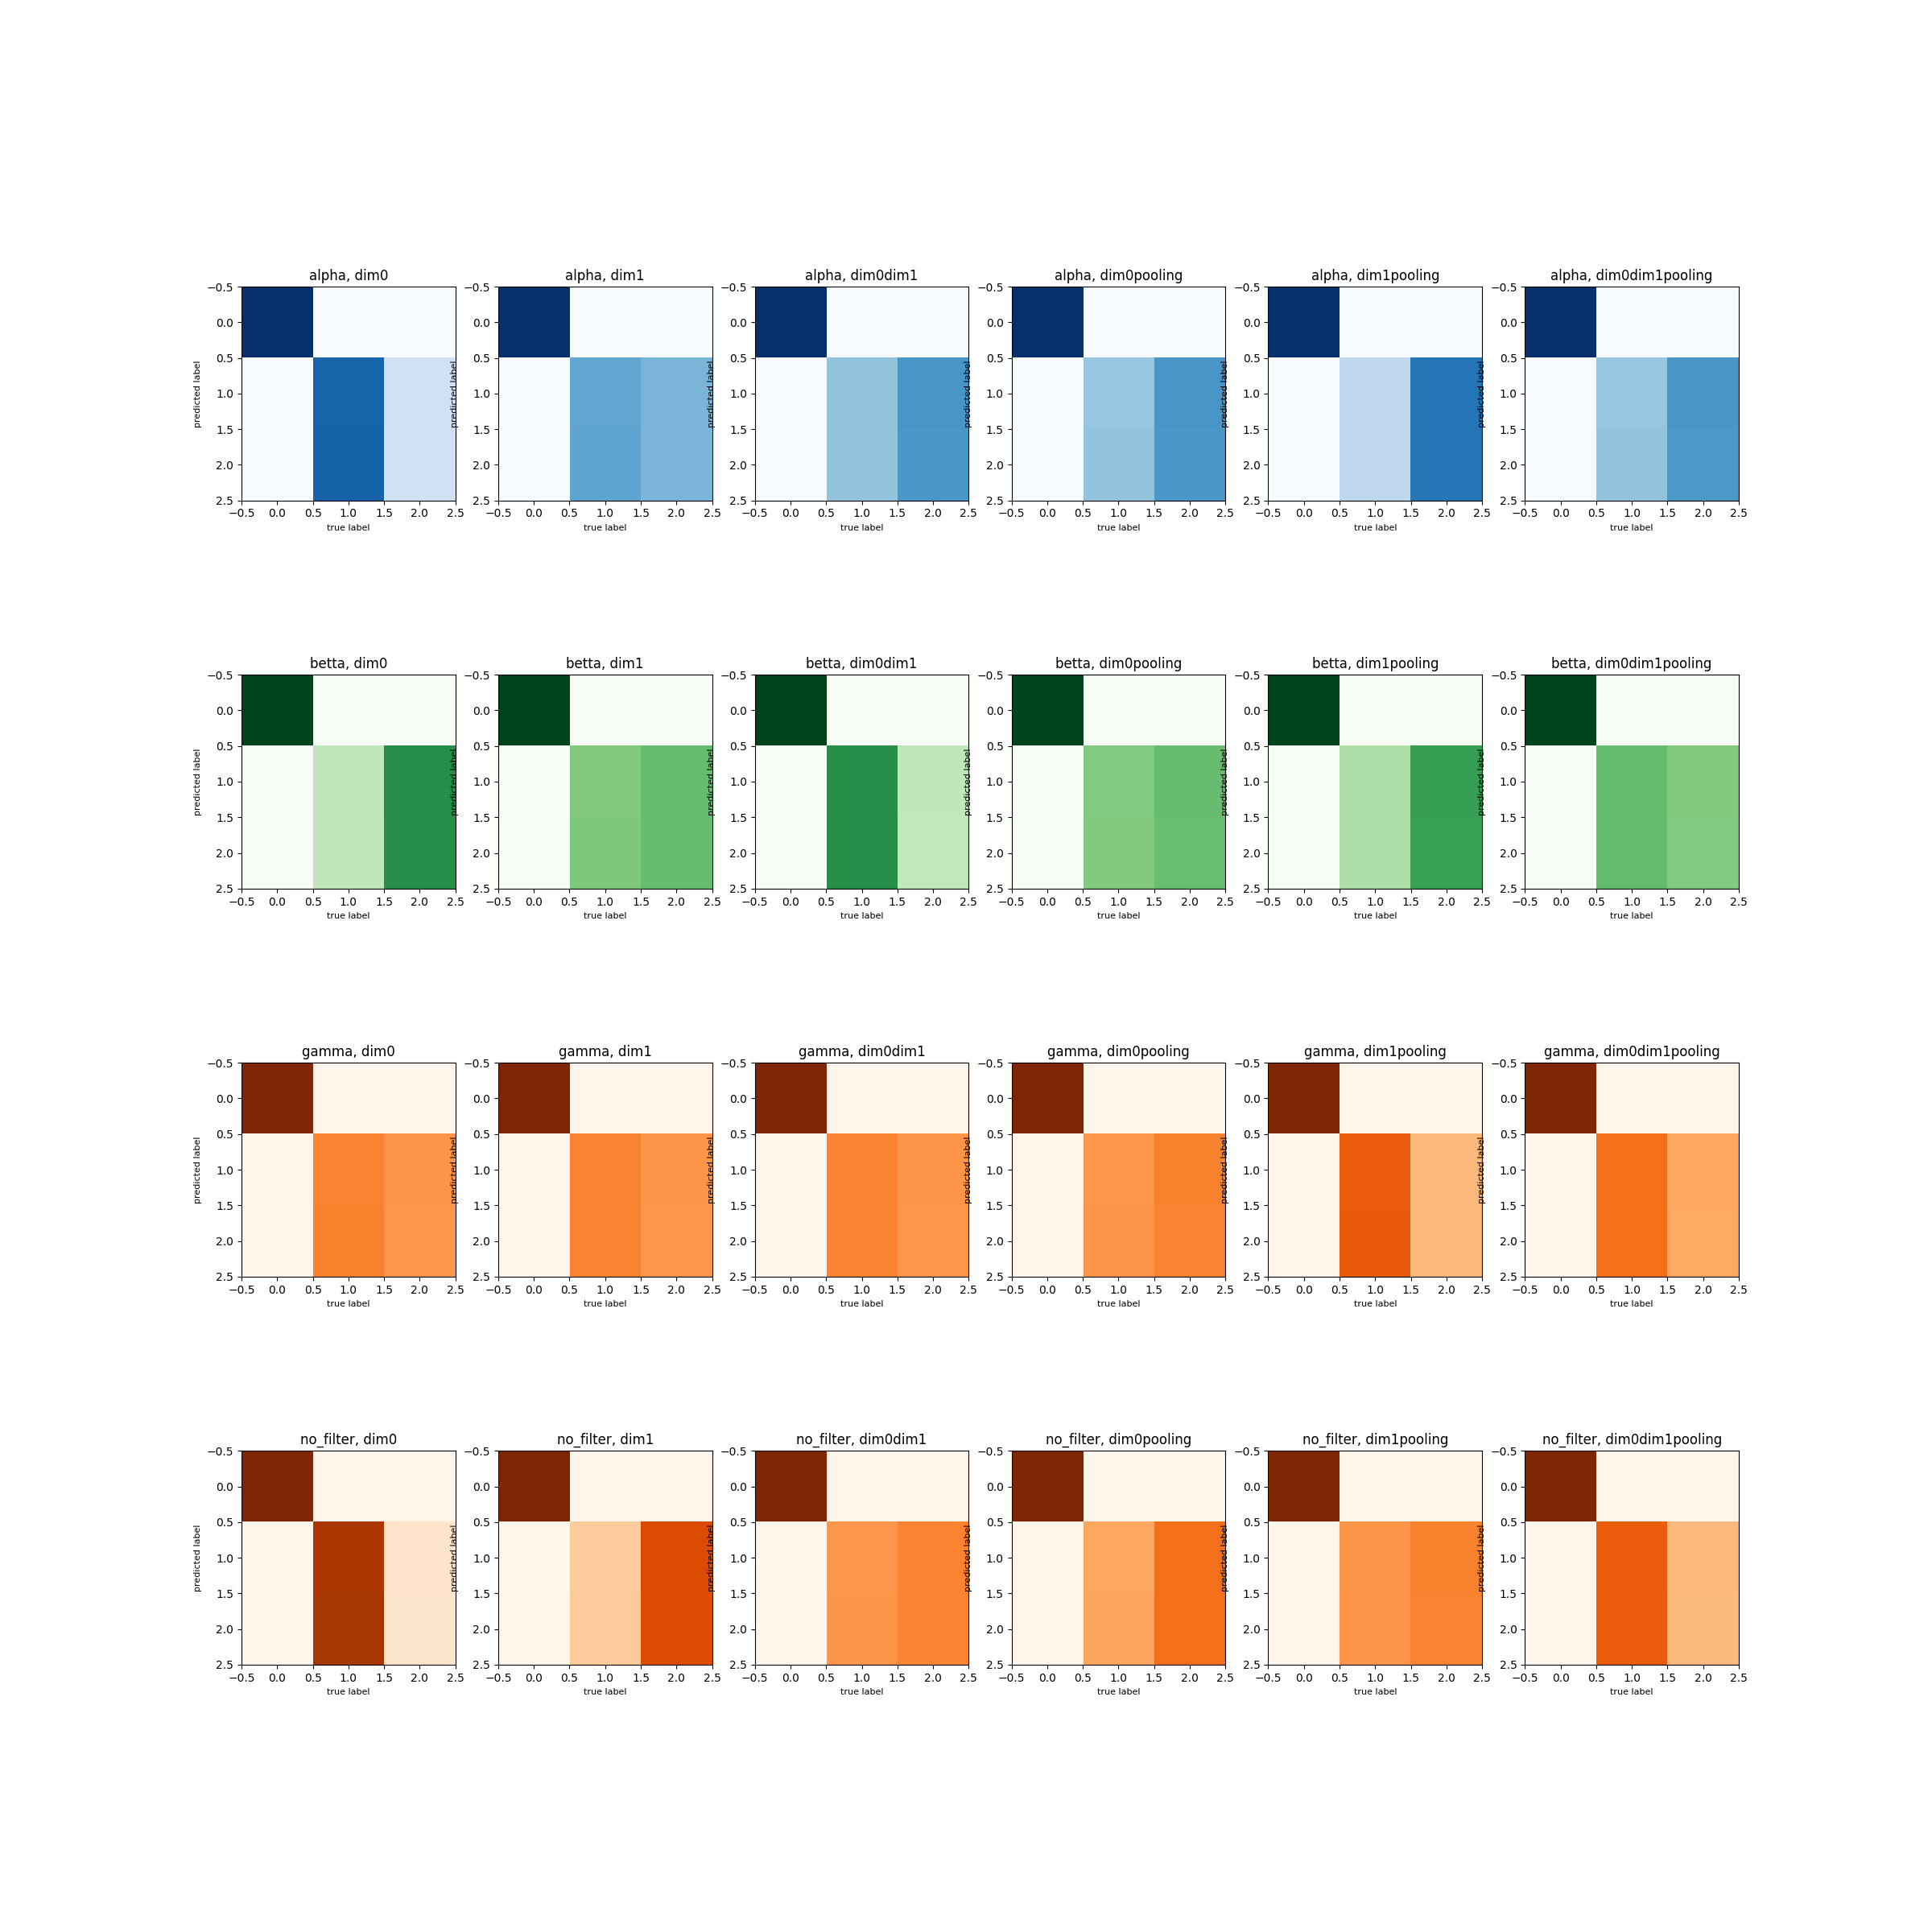 alpha, dim0 alpha, dim1 alpha, dim0dim1 alpha, dim0pooling alpha, dim1pooling alpha, dim0dim1pooling
−0.5 −0.5 −0.5 −0.5 −0.5 −0.5
0.0 0.0 0.0 0.0 0.0 0.0
0.5 0.5 0.5 0.5 0.5 0.5
predicted label predicted label predicted label predicted label predicted label predicted label
1.0 1.0 1.0 1.0 1.0 1.0
1.5 1.5 1.5 1.5 1.5 1.5
2.0 2.0 2.0 2.0 2.0 2.0
2.5 2.5 2.5 2.5 2.5 2.5
−0.5 0.0 0.5 1.0 1.5 2.0 2.5 −0.5 0.0 0.5 1.0 1.5 2.0 2.5 −0.5 0.0 0.5 1.0 1.5 2.0 2.5 −0.5 0.0 0.5 1.0 1.5 2.0 2.5 −0.5 0.0 0.5 1.0 1.5 2.0 2.5 −0.5 0.0 0.5 1.0 1.5 2.0 2.5
true label true label true label true label true label true label
betta, dim0 betta, dim1 betta, dim0dim1 betta, dim0pooling betta, dim1pooling betta, dim0dim1pooling
−0.5 −0.5 −0.5 −0.5 −0.5 −0.5
0.0 0.0 0.0 0.0 0.0 0.0
0.5 0.5 0.5 0.5 0.5 0.5
predicted label predicted label predicted label predicted label predicted label predicted label
1.0 1.0 1.0 1.0 1.0 1.0
1.5 1.5 1.5 1.5 1.5 1.5
2.0 2.0 2.0 2.0 2.0 2.0
2.5 2.5 2.5 2.5 2.5 2.5
−0.5 0.0 0.5 1.0 1.5 2.0 2.5 −0.5 0.0 0.5 1.0 1.5 2.0 2.5 −0.5 0.0 0.5 1.0 1.5 2.0 2.5 −0.5 0.0 0.5 1.0 1.5 2.0 2.5 −0.5 0.0 0.5 1.0 1.5 2.0 2.5 −0.5 0.0 0.5 1.0 1.5 2.0 2.5
true label true label true label true label true label true label
gamma, dim0 gamma, dim1 gamma, dim0dim1 gamma, dim0pooling gamma, dim1pooling gamma, dim0dim1pooling
−0.5 −0.5 −0.5 −0.5 −0.5 −0.5
0.0 0.0 0.0 0.0 0.0 0.0
0.5 0.5 0.5 0.5 0.5 0.5
predicted label predicted label predicted label predicted label predicted label predicted label
1.0 1.0 1.0 1.0 1.0 1.0
1.5 1.5 1.5 1.5 1.5 1.5
2.0 2.0 2.0 2.0 2.0 2.0
2.5 2.5 2.5 2.5 2.5 2.5
−0.5 0.0 0.5 1.0 1.5 2.0 2.5 −0.5 0.0 0.5 1.0 1.5 2.0 2.5 −0.5 0.0 0.5 1.0 1.5 2.0 2.5 −0.5 0.0 0.5 1.0 1.5 2.0 2.5 −0.5 0.0 0.5 1.0 1.5 2.0 2.5 −0.5 0.0 0.5 1.0 1.5 2.0 2.5
true label true label true label true label true label true label
no_filter, dim0 no_filter, dim1 no_filter, dim0dim1 no_filter, dim0pooling no_filter, dim1pooling no_filter, dim0dim1pooling
−0.5 −0.5 −0.5 −0.5 −0.5 −0.5
0.0 0.0 0.0 0.0 0.0 0.0
0.5 0.5 0.5 0.5 0.5 0.5
predicted label predicted label predicted label predicted label predicted label predicted label
1.0 1.0 1.0 1.0 1.0 1.0
1.5 1.5 1.5 1.5 1.5 1.5
2.0 2.0 2.0 2.0 2.0 2.0
2.5 2.5 2.5 2.5 2.5 2.5
−0.5 0.0 0.5 1.0 1.5 2.0 2.5 −0.5 0.0 0.5 1.0 1.5 2.0 2.5 −0.5 0.0 0.5 1.0 1.5 2.0 2.5 −0.5 0.0 0.5 1.0 1.5 2.0 2.5 −0.5 0.0 0.5 1.0 1.5 2.0 2.5 −0.5 0.0 0.5 1.0 1.5 2.0 2.5
true label true label true label true label true label true label